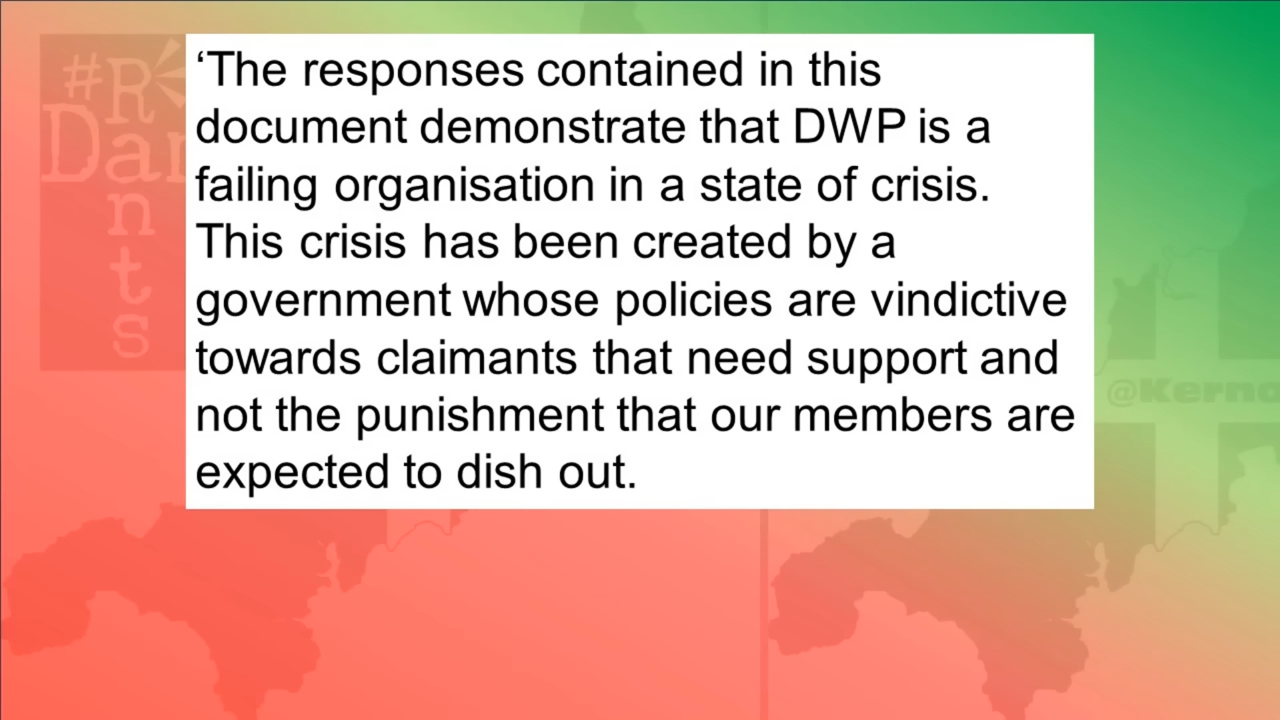 #R
Dar
n
t
s
‘The responses contained in this
document demonstrate that DWP is a
failing organisation in a state of crisis.
This crisis has been created by a
government whose policies are vindictive
towards claimants that need support and
not the punishment that our members are
expected to dish out.
@Kerno